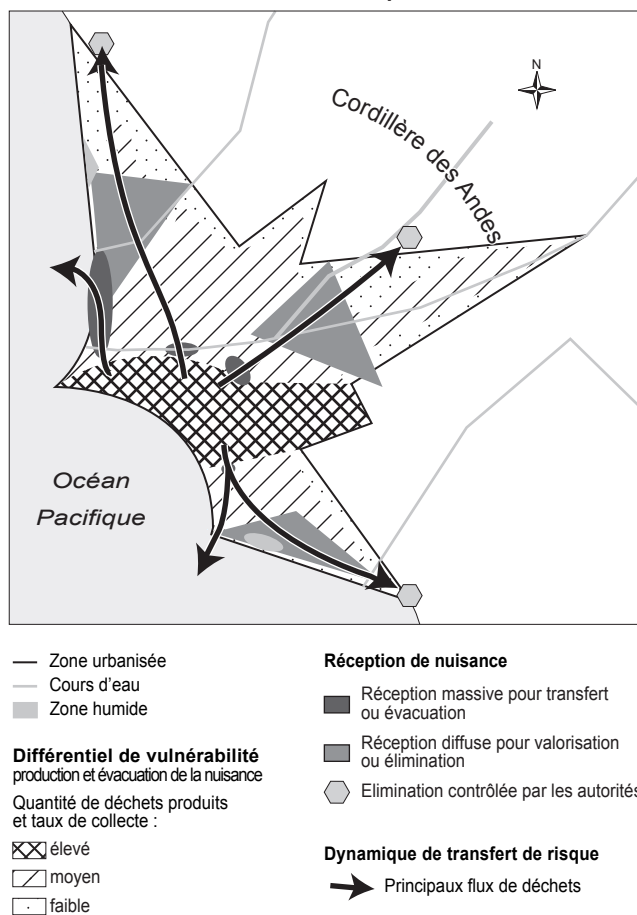 N
Cordillère des Andes
Océan
Pacifique
Zone urbanisée
Cours d'eau
Zone humide
Différentiel de vulnérabilité
production et évacuation de la nuisance
Quantité de déchets produits
et taux de collecte :
élevé
moyen
faible
Réception de nuisance
Réception massive pour transfert
ou évacuation
Réception diffuse pour valorisation
ou élimination
Elimination contrôlée par les autorités
Dynamique de transfert de risque
Principaux flux de déchets